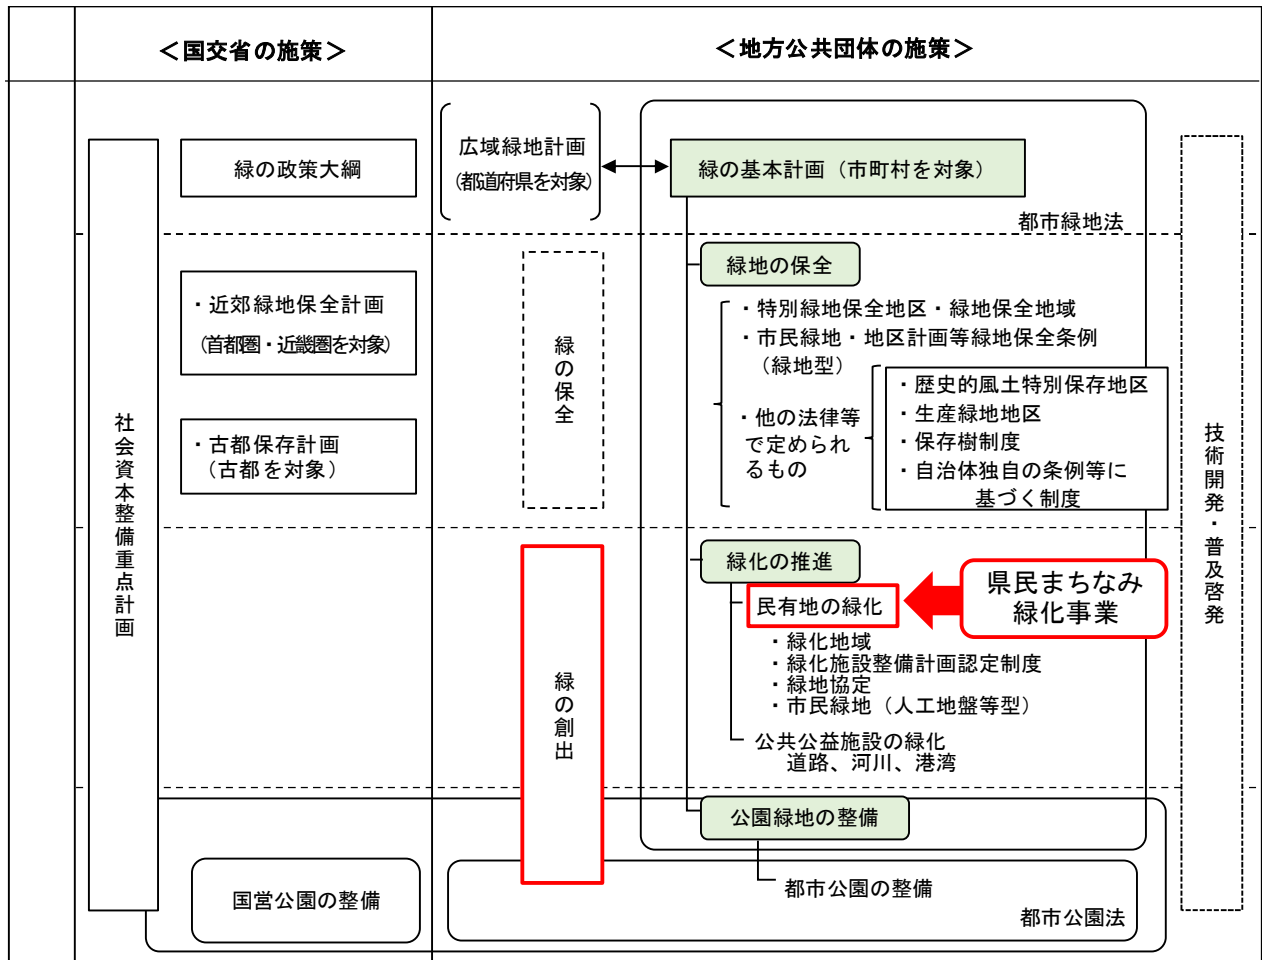 ＜国交省の施策＞
＜地方公共団体の施策＞
社会資本整備重点計画
緑の政策大綱
広域緑地計画
(都道府県を対象)
緑の基本計画（市町村を対象）
都市緑地法
・近郊緑地保全計画
(首都圏・近畿圏を対象)
・古都保存計画
（古都を対象）
緑の保全
緑地の保全
・特別緑地保全地区・緑地保全地域
・市民緑地・地区計画等緑地保全条例
（緑地型）
・他の法律等
で定められ
るもの
・歴史的風土特別保存地区
・生産緑地地区
・保存樹制度
・自治体独自の条例等に
基づく制度
技術開発・普及啓発
緑の創出
緑化の推進
民有地の緑化
県民まちなみ
緑化事業
・緑化地域
・緑化施設整備計画認定制度
・緑地協定
・市民緑地（人工地盤等型）
公共公益施設の緑化
道路、河川、港湾
公園緑地の整備
国営公園の整備
都市公園の整備
都市公園法